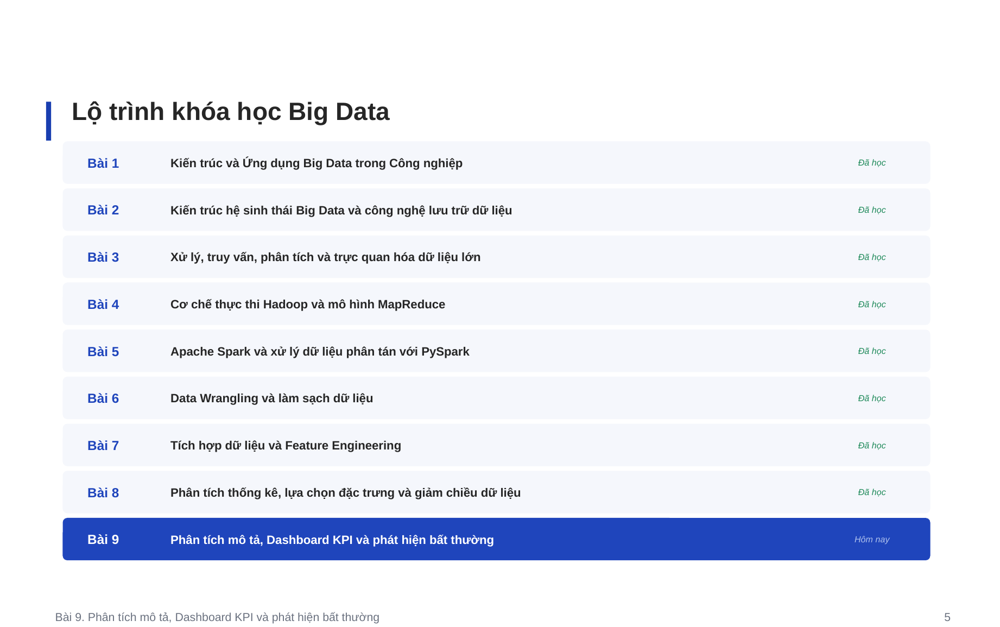 Lộ trình khóa học Big Data
Bài 1 Kiến trúc và Ứng dụng Big Data trong Công nghiệp Đã học
Bài 2 Kiến trúc hệ sinh thái Big Data và công nghệ lưu trữ dữ liệu Đã học
Bài 3 Xử lý, truy vấn, phân tích và trực quan hóa dữ liệu lớn Đã học
Bài 4 Cơ chế thực thi Hadoop và mô hình MapReduce Đã học
Bài 5 Apache Spark và xử lý dữ liệu phân tán với PySpark Đã học
Bài 6 Data Wrangling và làm sạch dữ liệu Đã học
Bài 7 Tích hợp dữ liệu và Feature Engineering Đã học
Bài 8 Phân tích thống kê, lựa chọn đặc trưng và giảm chiều dữ liệu Đã học
Bài 9 Phân tích mô tả, Dashboard KPI và phát hiện bất thường Hôm nay
Bài 9. Phân tích mô tả, Dashboard KPI và phát hiện bất thường 5